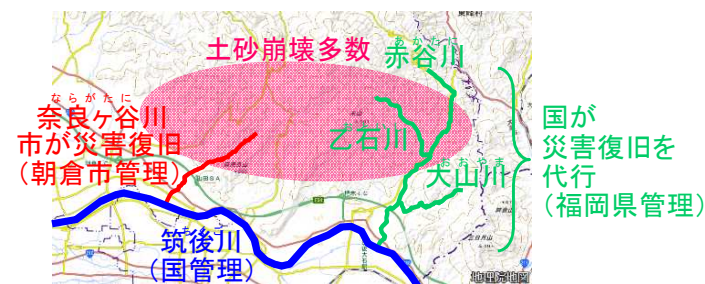 土砂崩壊多数
あかたに
赤谷川
ならがたに
奈良ヶ谷川
市が災害復旧
(朝倉市管理)
乙石川
おおやま
大山川
国が
災害復旧を
代行
(福岡県管理)
筑後川
(国管理)
地理院地図